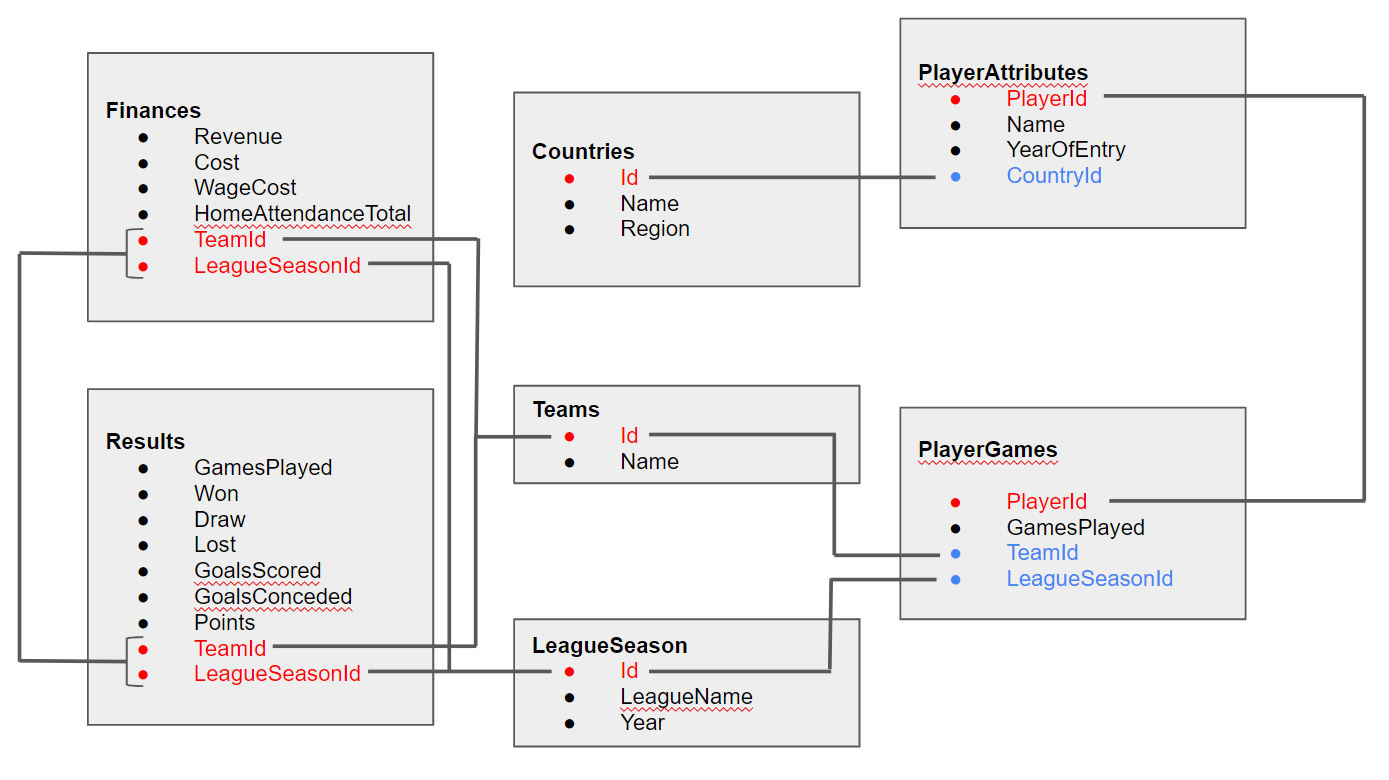 Finances
Revenue
Cost
WageCost
HomeAttendanceTotal
TeamId
LeagueSeasonId
Results
GamesPlayed
Won
Draw
Lost
GoalsScored
GoalsConceded
Points
TeamId
LeagueSeasonId
Countries
Id
Name
Region
Teams
Id
Name
LeagueSeason
Id
LeagueName
Year
PlayerAttributes
PlayerId
Name
YearOfEntry
CountryId
PlayerGames
PlayerId
GamesPlayed
TeamId
LeagueSeasonId